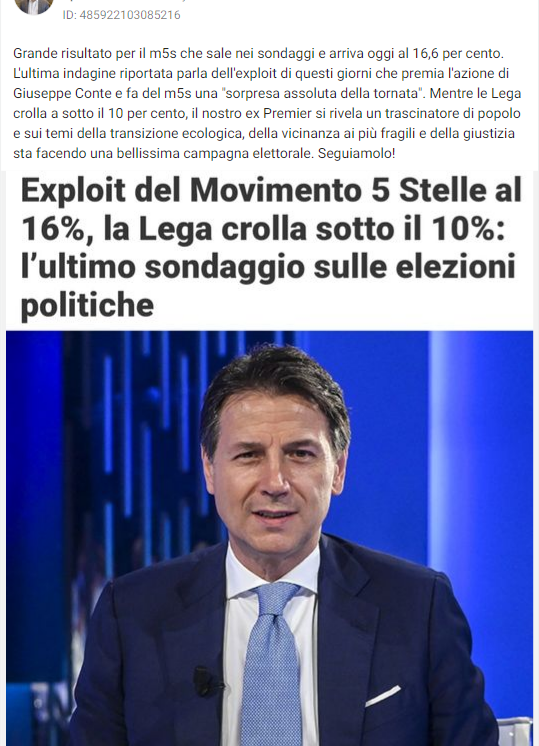 ID: 485922103085216
Grande risultato per il m5s che sale nei sondaggi e arriva oggi al 16,6 per cento.
L'ultima indagine riportata parla dell'exploit di questi giorni che premia l'azione di
Giuseppe Conte e fa del m5s una "sorpresa assoluta della tornata". Mentre le Lega
crolla a sotto il 10 per cento, il nostro ex Premier si rivela un trascinatore di popolo
e sui temi della transizione ecologica, della vicinanza ai più fragili e della giustizia
sta facendo una bellissima campagna elettorale. Seguiamolo!
Exploit del Movimento 5 Stelle al
16%, la Lega crolla sotto il 10%:
l'ultimo sondaggio sulle elezioni
politiche